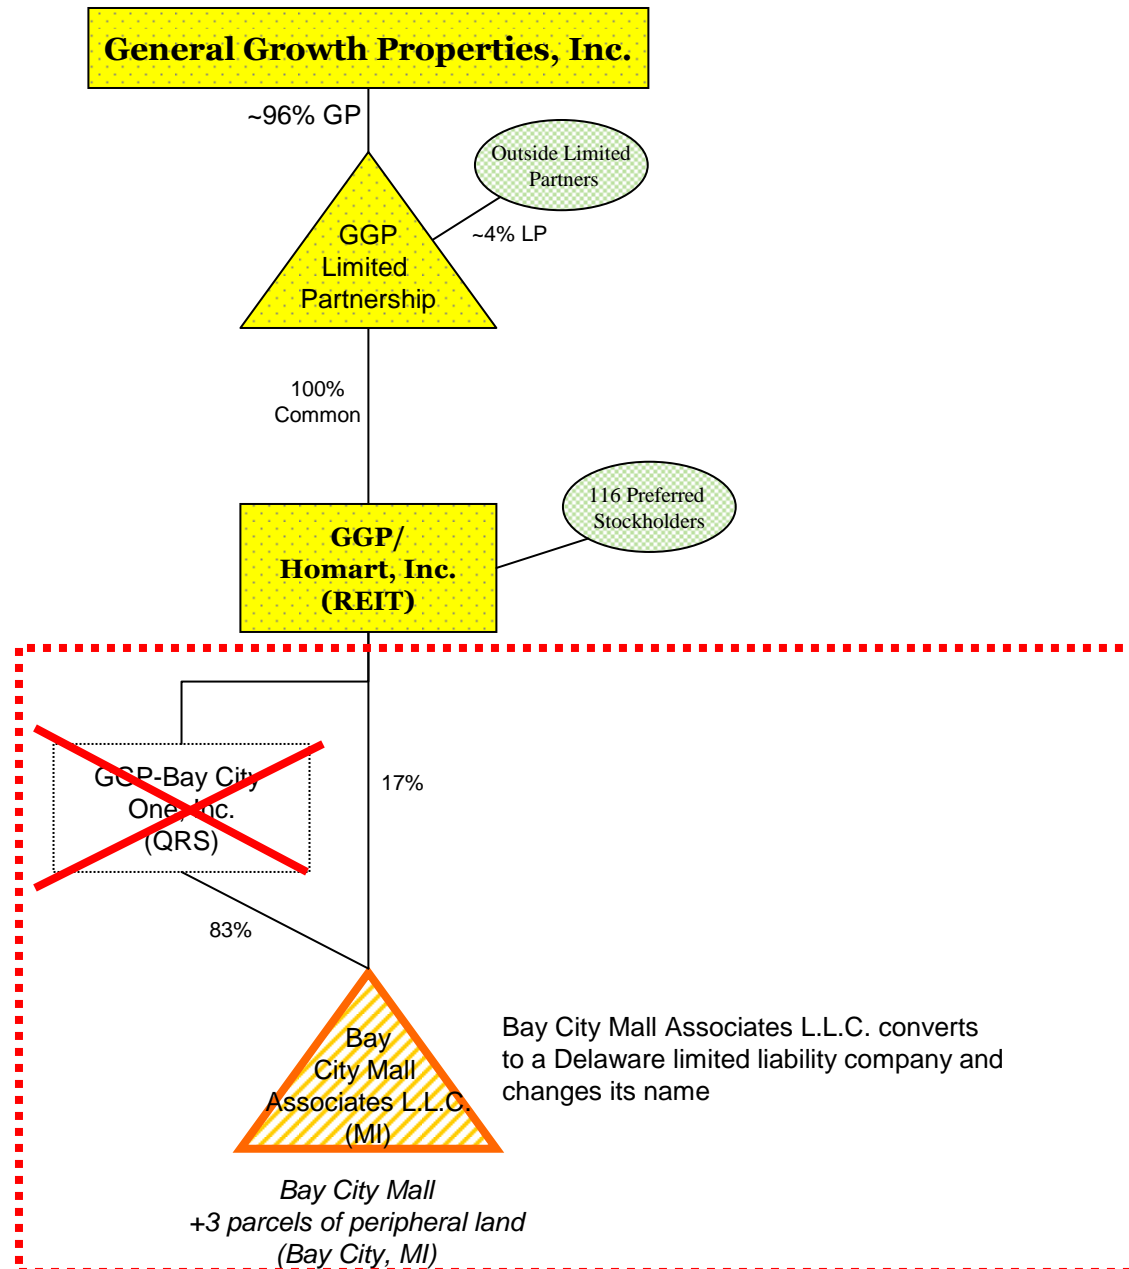 General Growth Properties, Inc.
~96% GP
Outside Limited
Partners
~4% LP
GGP
Limited
Partnership
100%
Common
116 Preferred
Stockholders
GGP/
Homart, Inc.
(REIT)
GGP-Bay City
One, Inc.
(QRS)
17%
83%
Bay
City Mall
Associates L.L.C.
(MI)
Bay City Mall Associates L.L.C. converts
to a Delaware limited liability company and
changes its name
Bay City Mall
+3 parcels of peripheral land
(Bay City, MI)